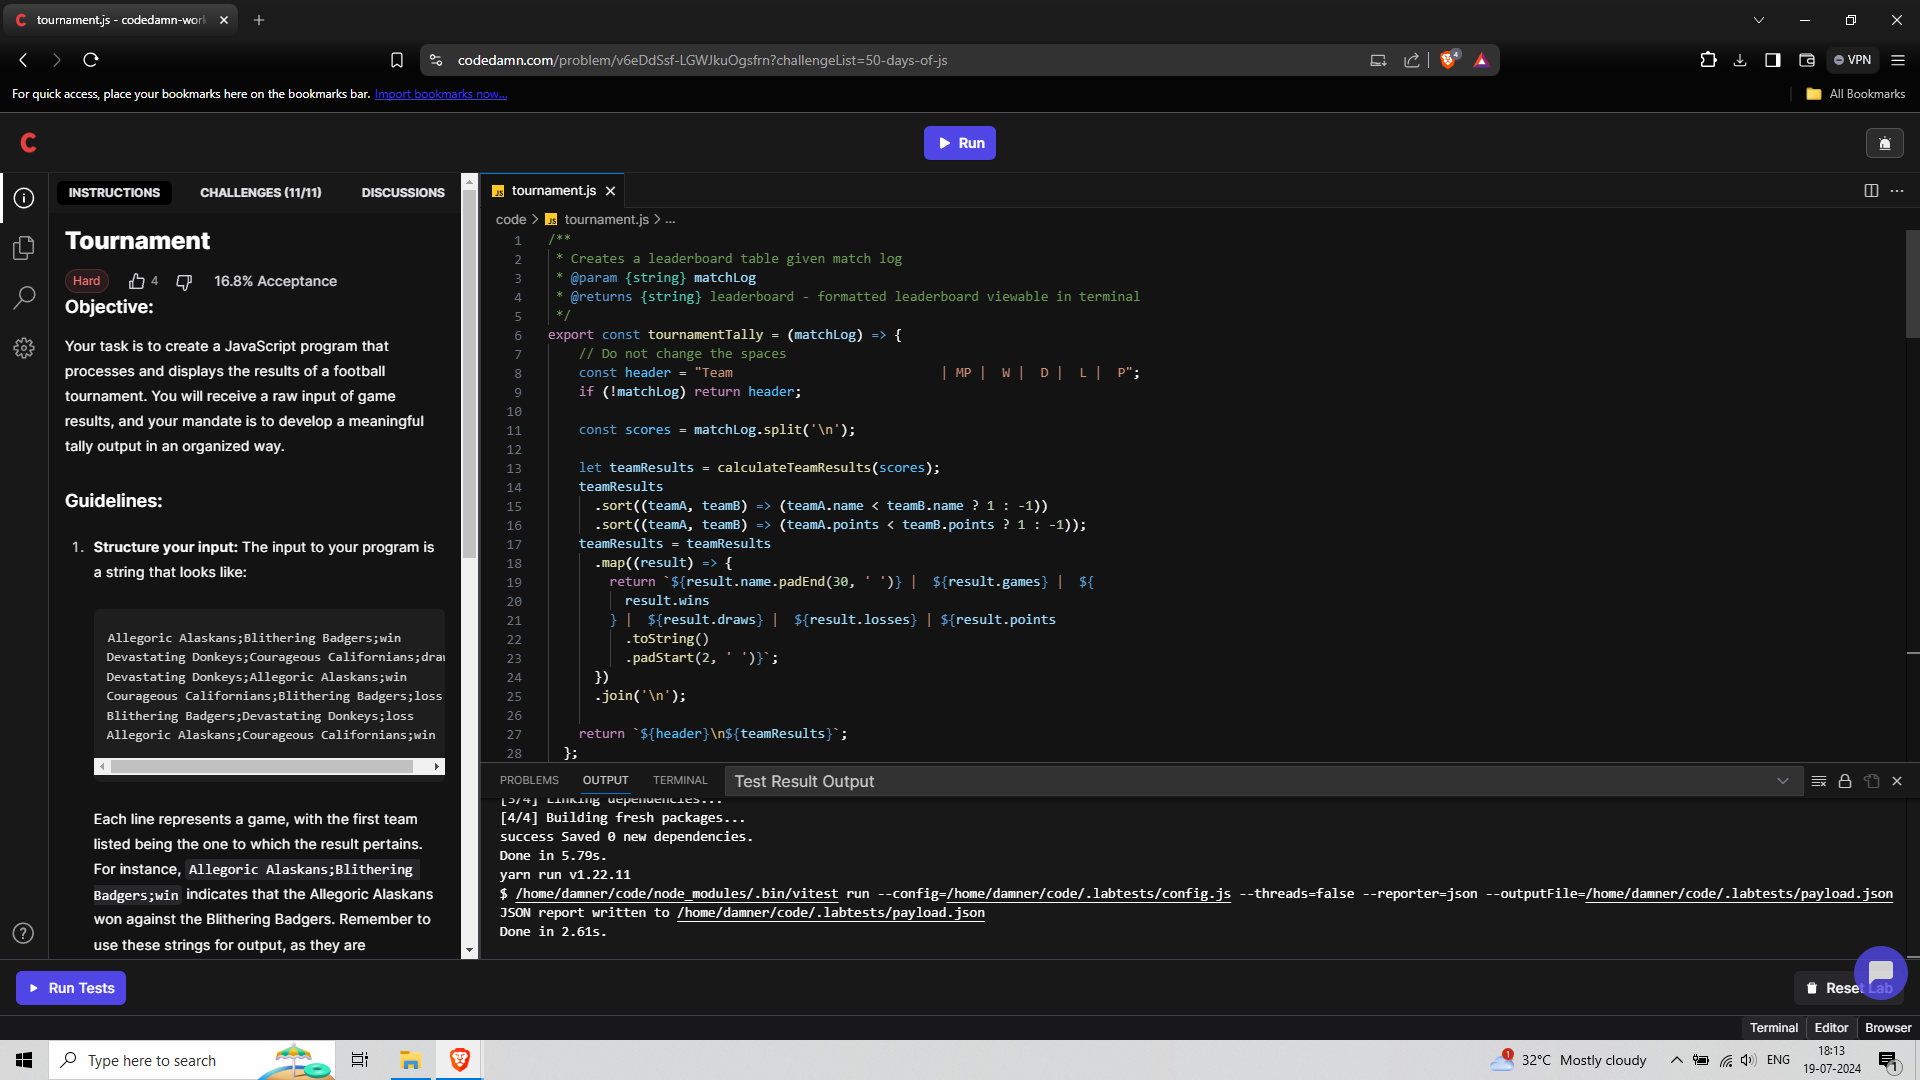 tournament.js - codedamn-work
For quick access, place your bookmarks here on the bookmarks bar. Import bookmarks now...
codedamn.com/problem/v6eDdSsf-LGWJkuOgsfrn?challengeList=50-days-of-js
4
VPN
All Bookmarks
Run
INSTRUCTIONS
CHALLENGES (11/11)
DISCUSSIONS
Tournament
Hard
4
16.8% Acceptance
Objective:
Your task is to create a JavaScript program that
processes and displays the results of a football
tournament. You will receive a raw input of game
results, and your mandate is to develop a meaningful
tally output in an organized way.
Guidelines:
1. Structure your input: The input to your program is
a string that looks like:
Allegoric Alaskans;Blithering Badgers;win
Devastating Donkeys;Courageous Californians;draw
Devastating Donkeys;Allegoric Alaskans;win
Courageous Californians;Blithering Badgers;loss
Blithering Badgers;Devastating Donkeys;loss
Allegoric Alaskans;Courageous Californians;win
Each line represents a game, with the first team
listed being the one to which the result pertains.
For instance, Allegoric Alaskans;Blithering
Badgers;win indicates that the Allegoric Alaskans
won against the Blithering Badgers. Remember to
use these strings for output, as they are
JS tournament.js
code > JS tournament.js > ...
1 /**
2  * Creates a leaderboard table given match log
3  * @param {string} matchLog
4  * @returns {string} leaderboard - formatted leaderboard viewable in terminal
5  */
6 export const tournamentTally = (matchLog) => {
7     // Do not change the spaces
8     const header = "Team                           | MP |  W |  D |  L |  P";
9     if (!matchLog) return header;
10
11     const scores = matchLog.split('\n');
12
13     let teamResults = calculateTeamResults(scores);
14     teamResults
15       .sort((teamA, teamB) => (teamA.name < teamB.name ? 1 : -1))
16       .sort((teamA, teamB) => (teamA.points < teamB.points ? 1 : -1));
17     teamResults = teamResults
18       .map((result) => {
19         return `${result.name.padEnd(30, ' ')} |  ${result.games} |  ${
20           result.wins
21         } |  ${result.draws} |  ${result.losses} | ${result.points
22           .toString()
23           .padStart(2, ' ')}`;
24       })
25       .join('\n');
26
27     return `${header}\n${teamResults}`;
28   };
PROBLEMS
OUTPUT
TERMINAL
Test Result Output
[3/4] Linking dependencies...
[4/4] Building fresh packages...
success Saved 0 new dependencies.
Done in 5.79s.
yarn run v1.22.11
$ /home/damner/code/node_modules/.bin/vitest run --config=/home/damner/code/.labtests/config.js --threads=false --reporter=json --outputFile=/home/damner/code/.labtests/payload.json
JSON report written to /home/damner/code/.labtests/payload.json
Done in 2.61s.
Run Tests
Reset Lab
Terminal
Editor
Browser
Type here to search
1
32°C Mostly cloudy
ENG
18:13
19-07-2024
1